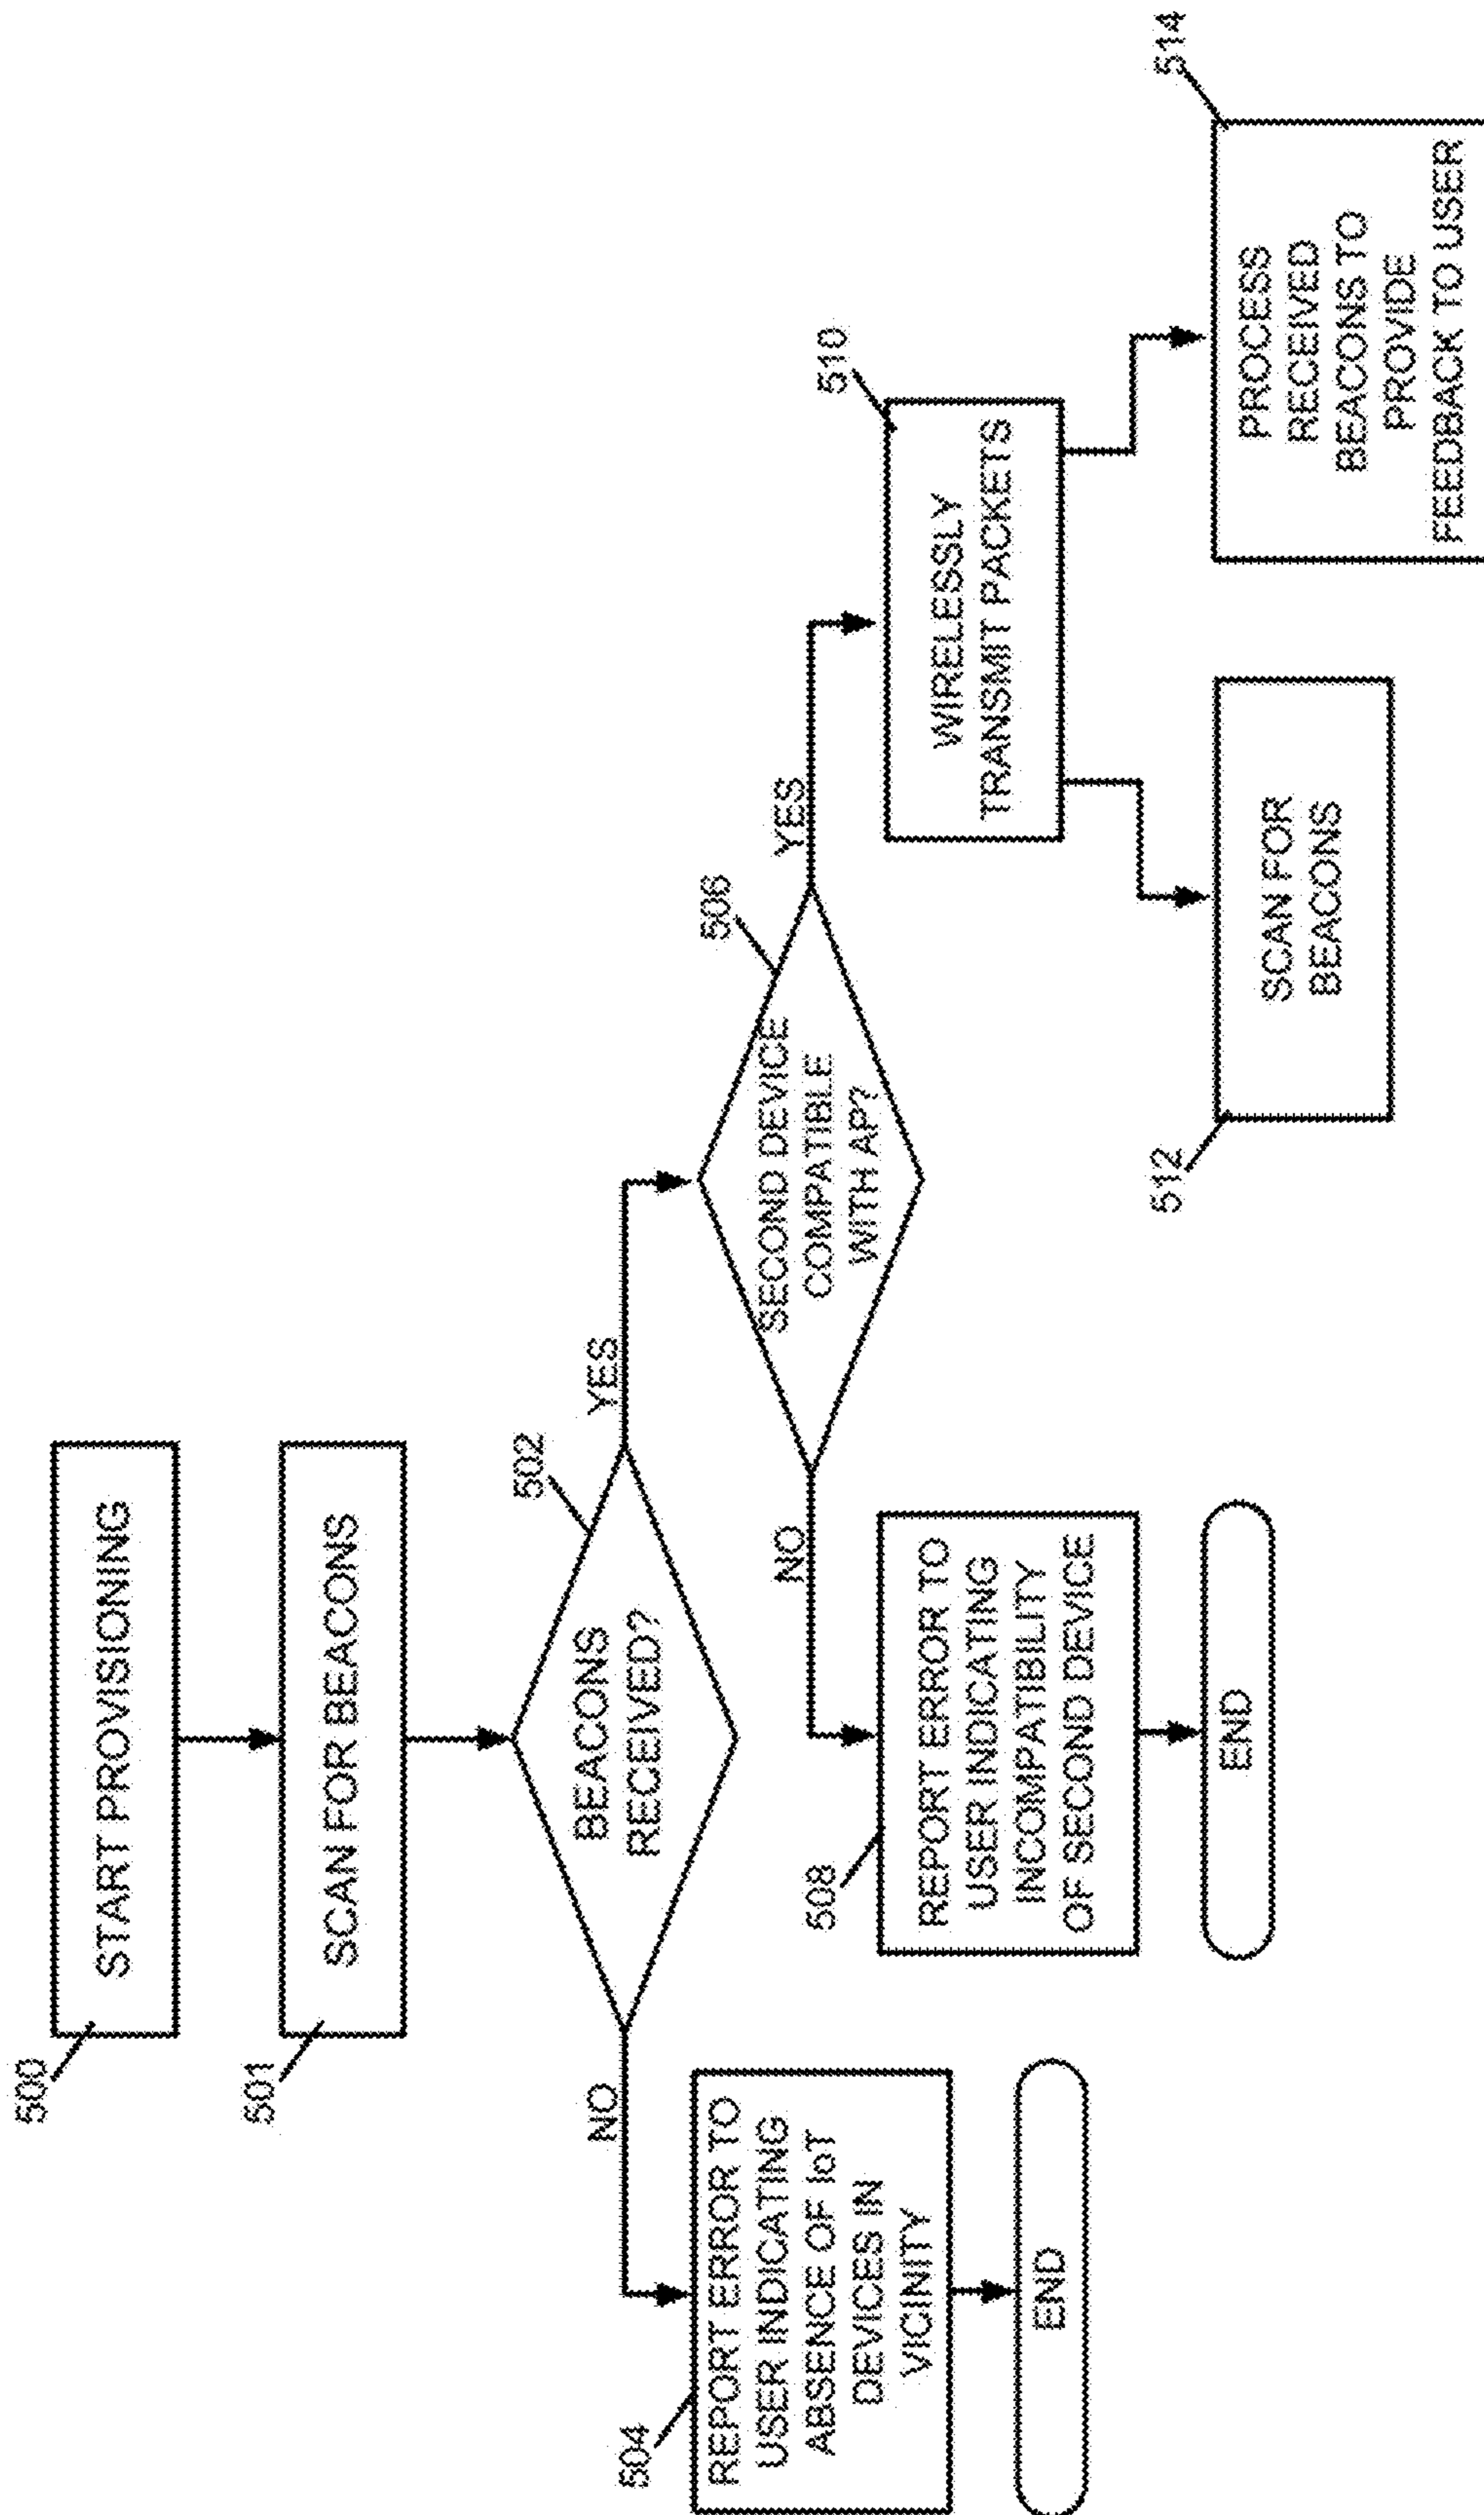 500
START PROVISIONING
501
SCAN FOR BEACONS
502
BEACONS
RECEIVED?
NO
YES
504
REPORT ERROR TO
USER INDICATING
ABSENCE OF IoT
DEVICES IN
VICINITY
END
506
SECOND DEVICE
COMPATIBLE
WITH AP?
NO
YES
508
REPORT ERROR TO
USER INDICATING
INCOMPATIBILITY
OF SECOND DEVICE
END
510
WIRELESSLY
TRANSMIT PACKETS
512
SCAN FOR
BEACONS
514
PROCESS
RECEIVED
BEACONS TO
PROVIDE
FEEDBACK TO USER